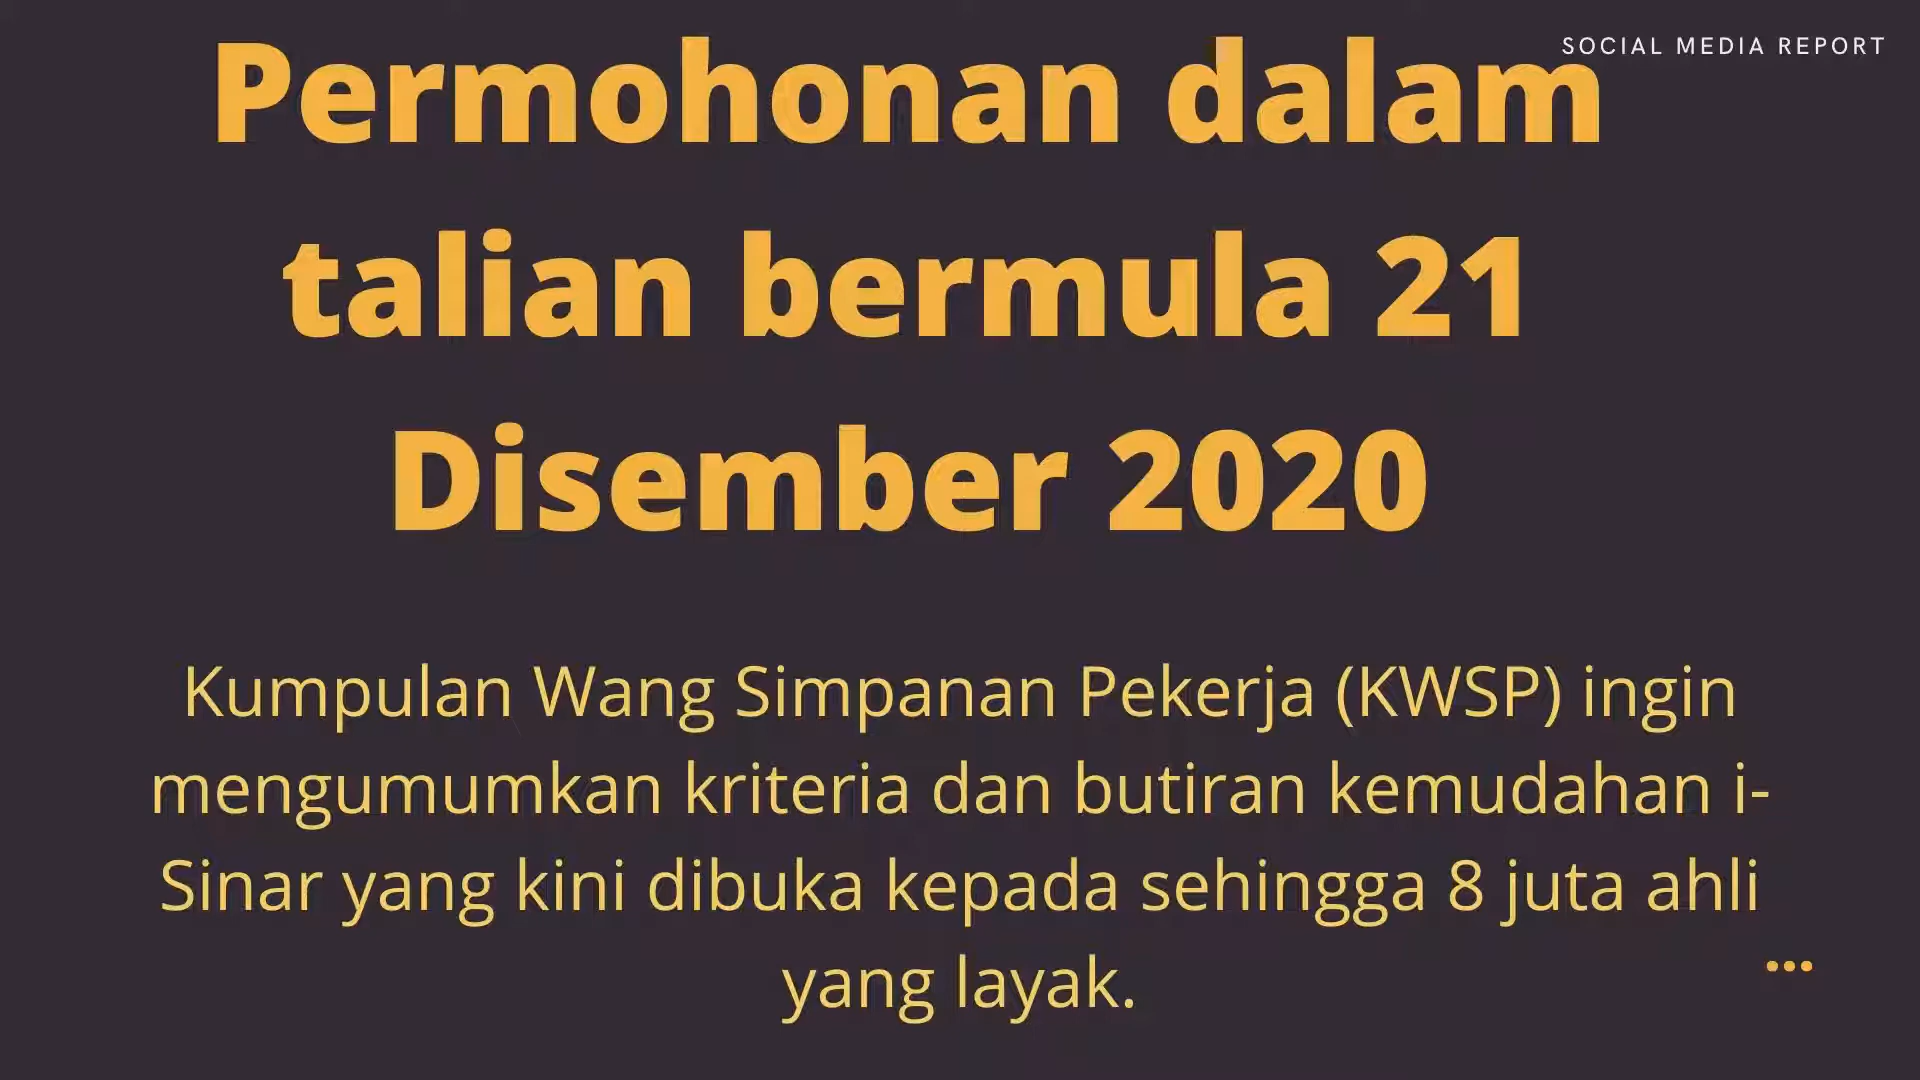 SOCIAL MEDIA REPORT
Permohonan dalam
talian bermula 21
Disember 2020
Kumpulan Wang Simpanan Pekerja (KWSP) ingin
mengumumkan kriteria dan butiran kemudahan i-
Sinar yang kini dibuka kepada sehingga 8 juta ahli
yang layak.